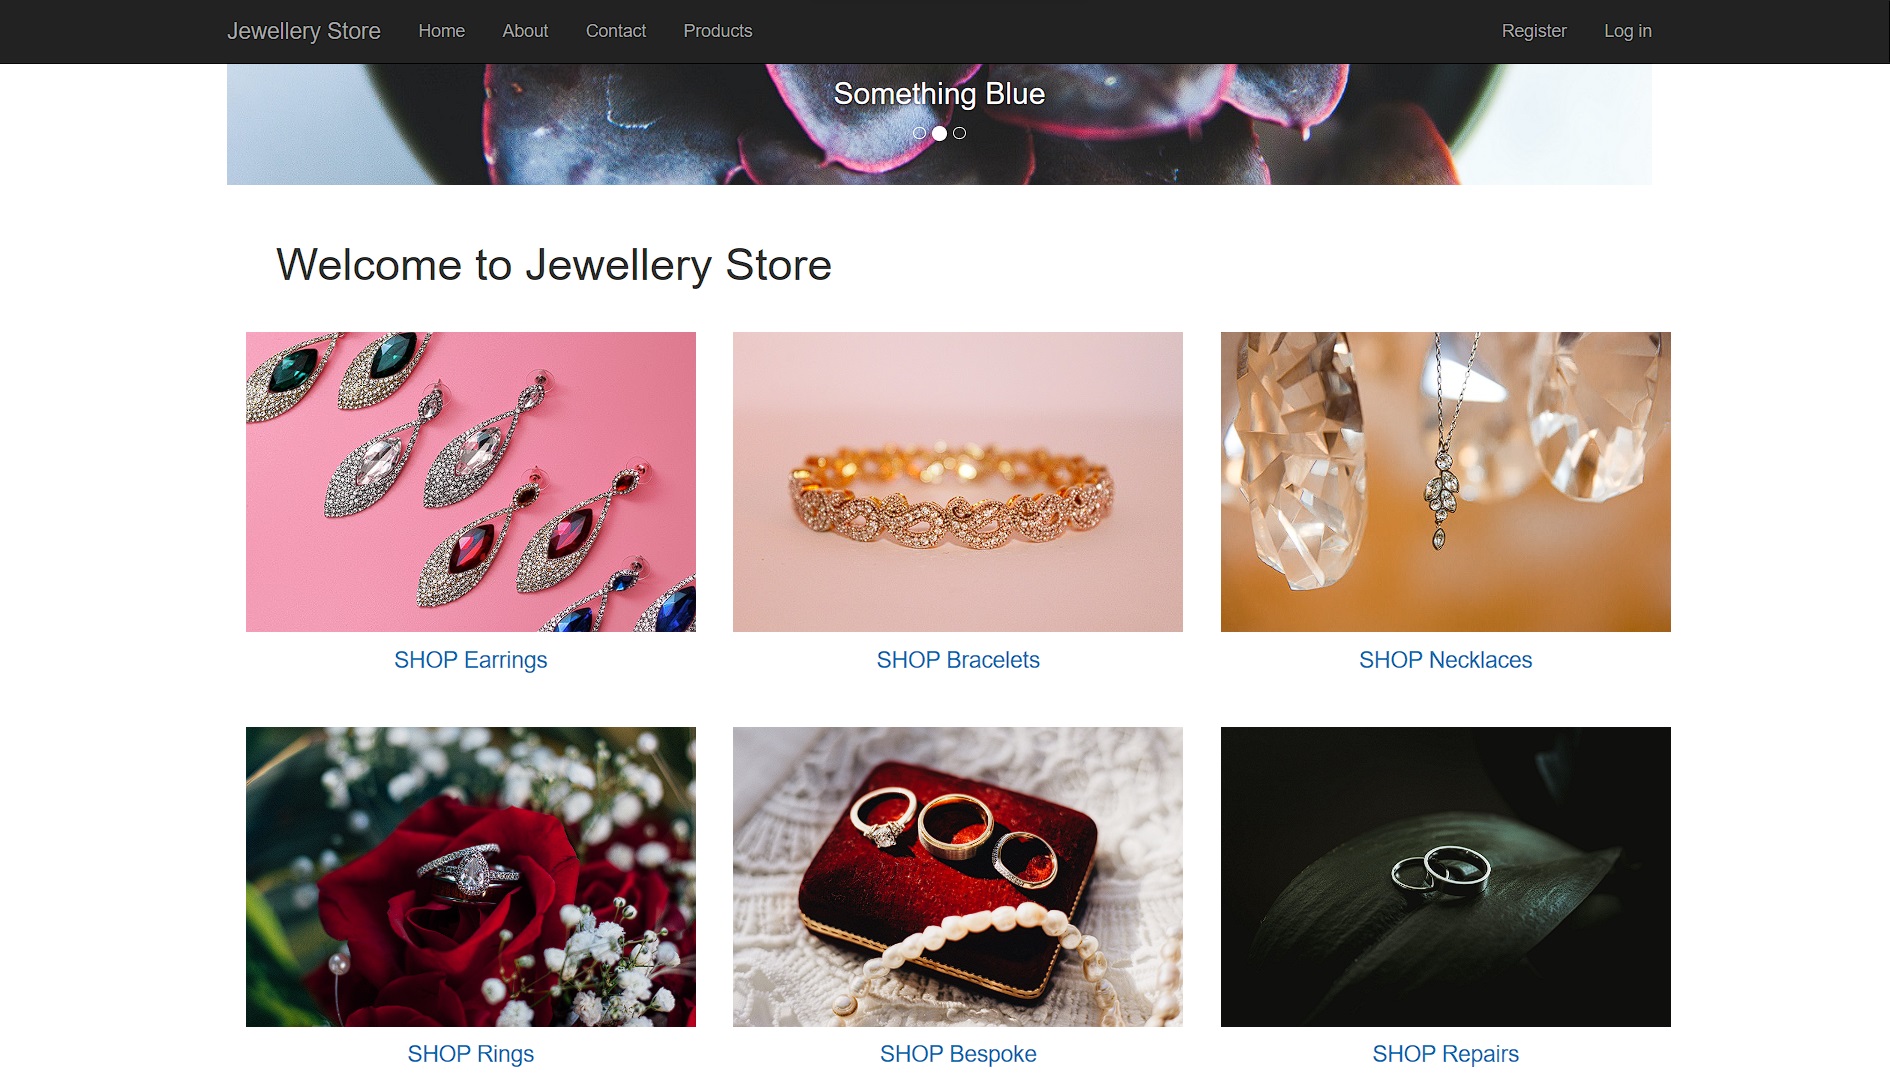 Jewellery Store Home About Contact Products Register Log in
Something Blue
Welcome to Jewellery Store
SHOP Earrings
SHOP Bracelets
SHOP Necklaces
SHOP Rings
SHOP Bespoke
SHOP Repairs